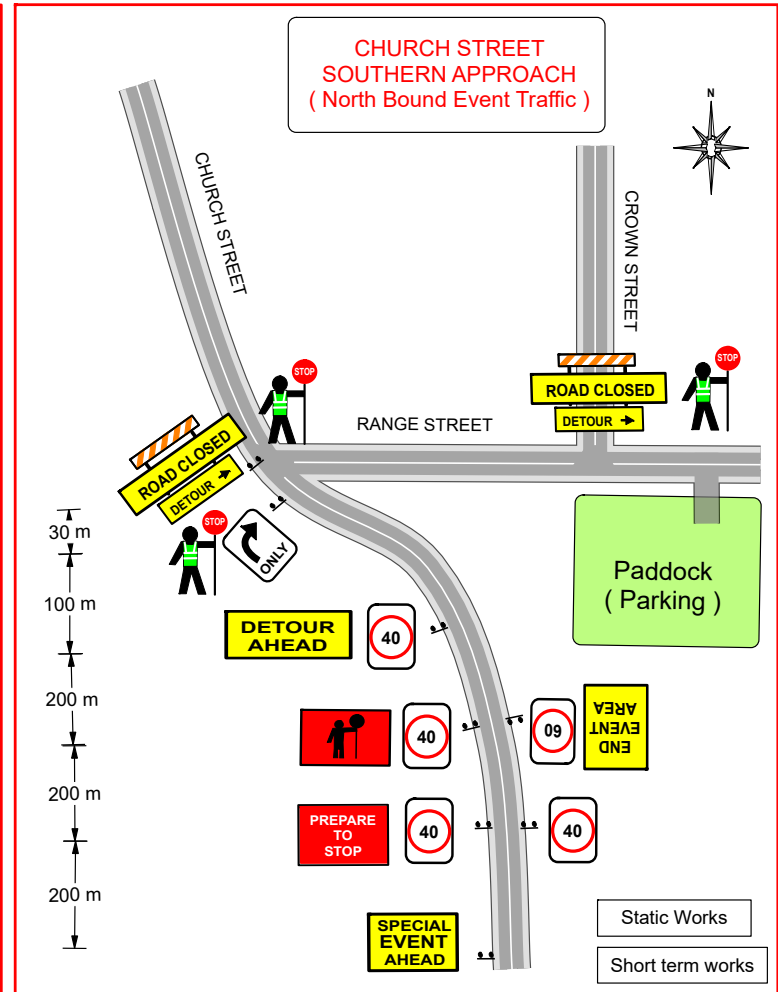 CHURCH STREET
SOUTHERN APPROACH
( North Bound Event Traffic )
N
CHURCH STREET
CROWN STREET
STOP
STOP
ROAD CLOSED
DETOUR
RANGE STREET
ROAD CLOSED
DETOUR
STOP
ONLY
30 m
100 m
200 m
200 m
200 m
Paddock
( Parking )
DETOUR
AHEAD
40
40
60
END
EVENT
AREA
PREPARE
TO
STOP
40
40
SPECIAL
EVENT
AHEAD
Static Works
Short term works